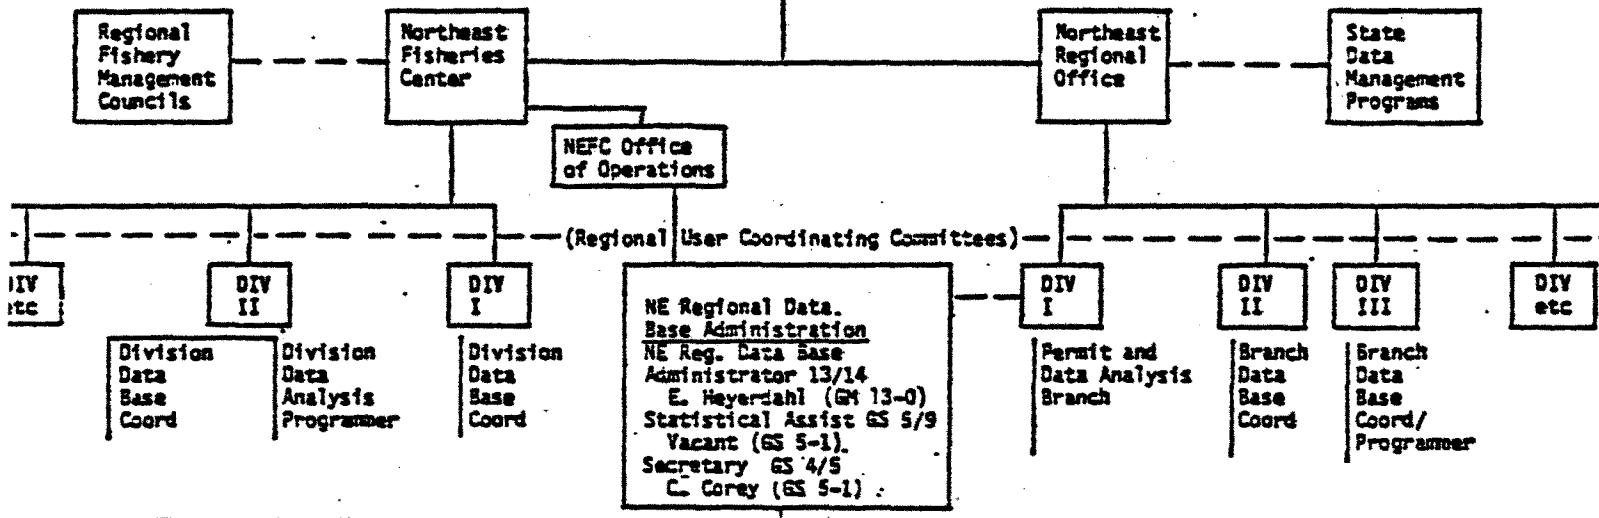 Regional
Fishery
Management
Councils
Northeast
Fisheries
Center
Northeast
Regional
Office
State
Data
Management
Programs
NEFC Office
of Operations
(Regional User Coordinating Committees)
DIV
etc
DIV
II
DIV
I
NE Regional Data.
Base Administration
NE Reg. Data Base
Administrator 13/14
E. Heyerdahl (GM 13-0)
Statistical Assist GS 5/9
Vacant (GS 5-1).
Secretary GS 4/5
C. Corey (GS 5-1)
DIV
I
DIV
II
DIV
III
DIV
etc
Division
Data
Base
Coord
Division
Data
Analysis
Programmer
Division
Data
Base
Coord
Permit and
Data Analysis
Branch
Branch
Data
Base
Coord
Branch
Data
Base
Coord/
Programmer